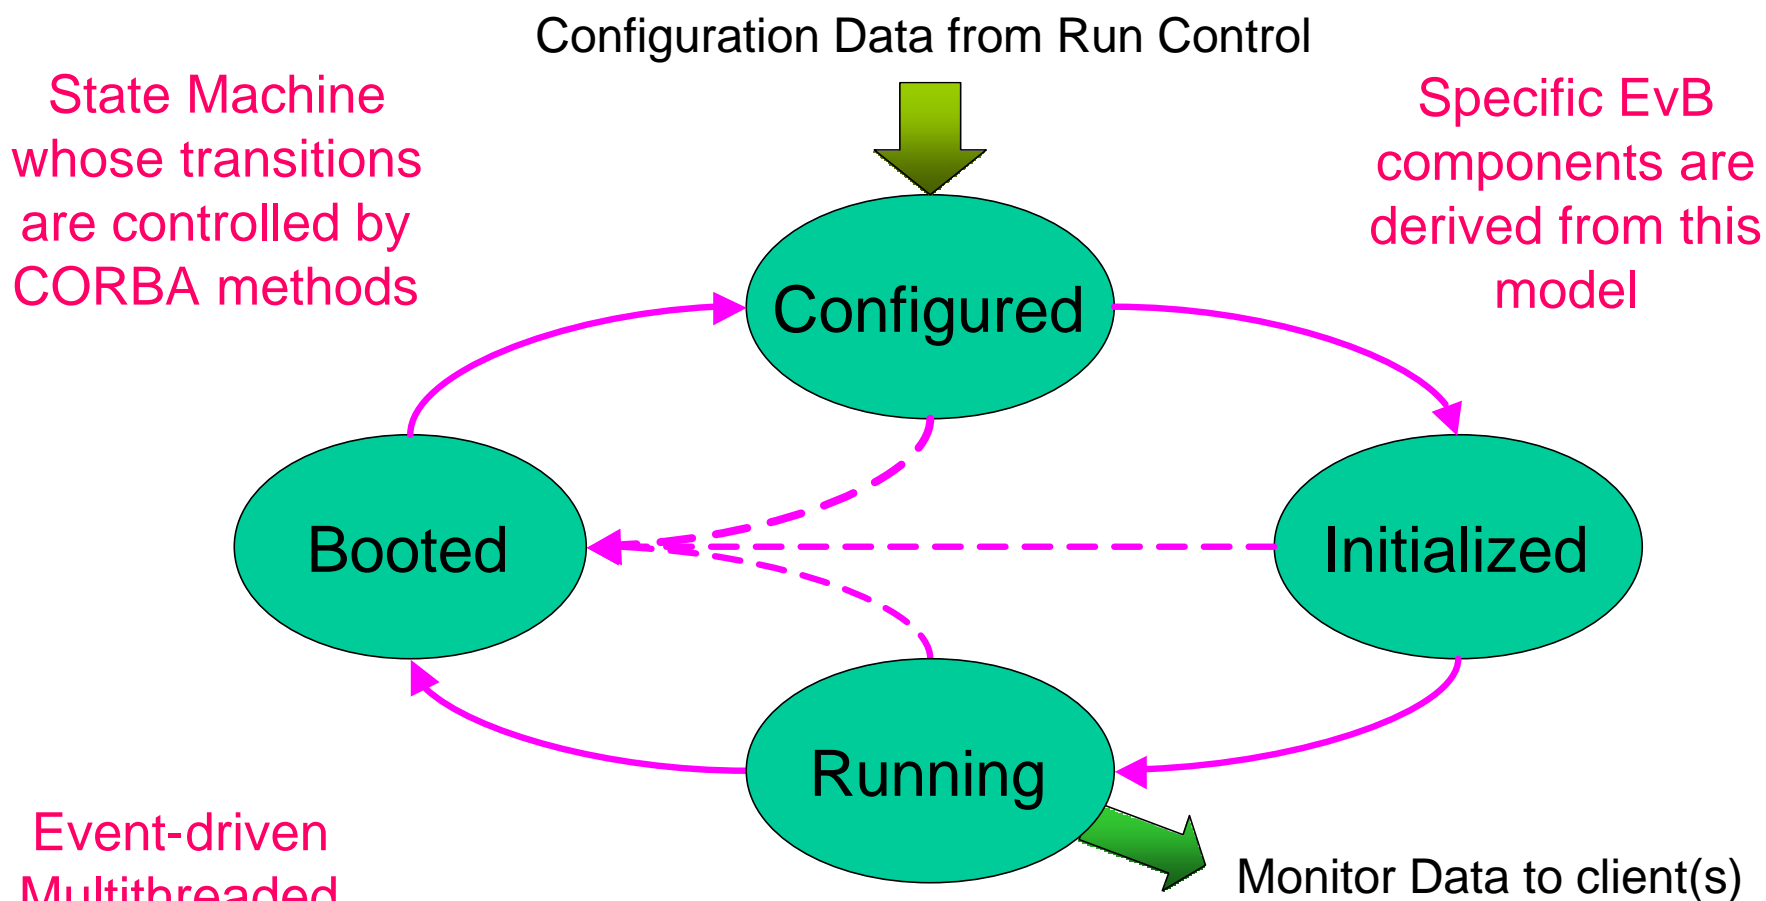 Configuration Data from Run Control
State Machine
whose transitions
are controlled by
CORBA methods
Specific EvB
components are
derived from this
model
Configured
Booted
Initialized
Running
Event-driven
Multithreaded
Monitor Data to client(s)